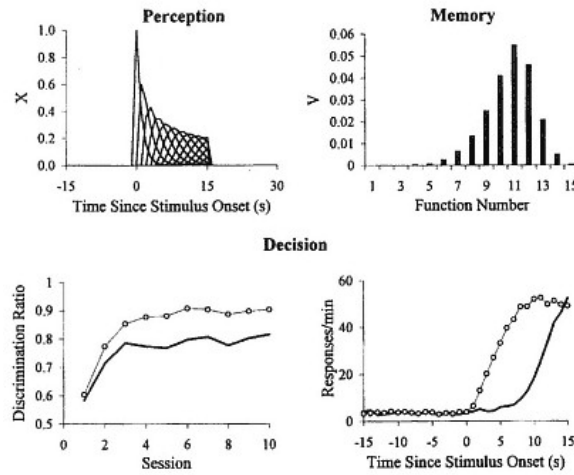 Perception
Memory
X
1.0
0.8
0.6
0.4
0.2
0.0
-15 0 15 30
Time Since Stimulus Onset (s)
V
0.06
0.05
0.04
0.03
0.02
0.01
0
1 3 5 7 9 11 13 15
Function Number
Decision
Discrimination Ratio
1
0.9
0.8
0.7
0.6
0.5
0 2 4 6 8 10
Session
Responses/min
60
40
20
0
-15 -10 -5 0 5 10 15
Time Since Stimulus Onset (s)